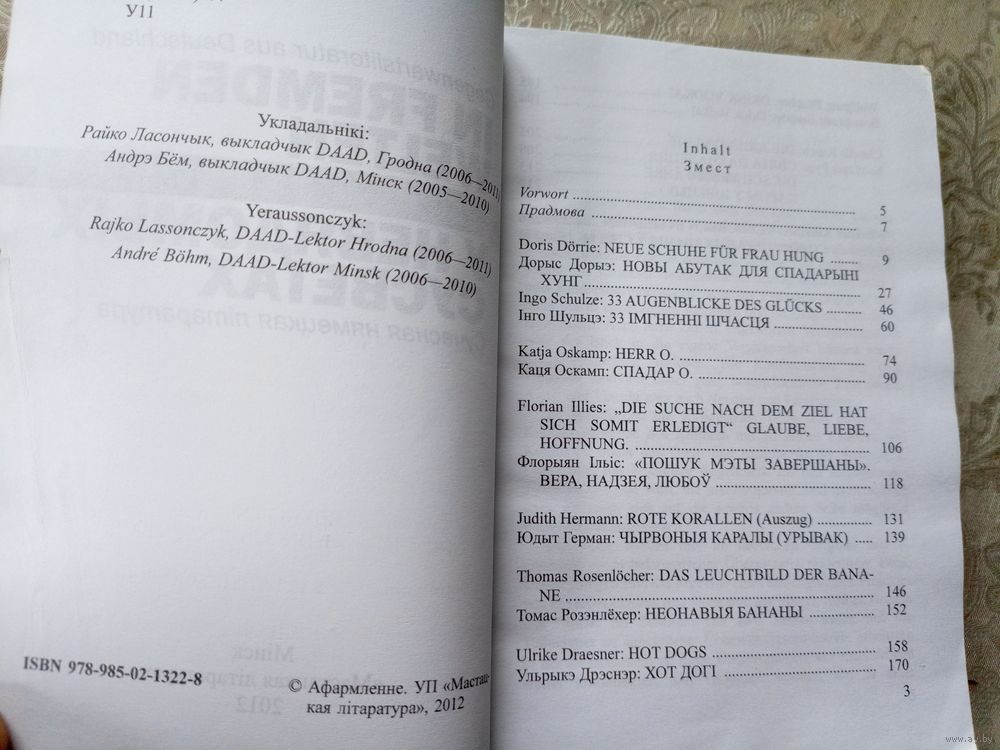 У11
Укладальнікі:
Райко Ласончык, выкладчык DAAD, Гродна (2006—2011)
Андрэ Бём, выкладчык DAAD, Мінск (2005—2010)
Yeraussonczyk:
Rajko Lassonczyk, DAAD-Lektor Hrodna (2006—2011)
André Böhm, DAAD-Lektor Minsk (2006—2010)
ISBN 978-985-02-1322-8
© Афармленне. УП «Мастац-
кая літаратура», 2012
Inhalt
Змест
Vorwort ........ 5
Прадмова ........ 7
Doris Dörrie: NEUE SCHUHE FÜR FRAU HUNG ........ 9
Дорыс Дорыэ: НОВЫ АБУТАК ДЛЯ СПАДАРЫНІ
ХУНГ ........ 27
Ingo Schulze: 33 AUGENBLICKE DES GLÜCKS ........ 46
Інго Шульцэ: 33 ІМГНЕННІ ШЧАСЦЯ ........ 60
Katja Oskamp: HERR O. ........ 74
Каця Оскамп: СПАДАР О. ........ 90
Florian Illies: „DIE SUCHE NACH DEM ZIEL HAT
SICH SOMIT ERLEDIGT“ GLAUBE, LIEBE,
HOFFNUNG. ........ 106
Флорыян Ільіс: «ПОШУК МЭТЫ ЗАВЕРШАНЫ».
ВЕРА, НАДЗЕЯ, ЛЮБОЎ ........ 118
Judith Hermann: ROTE KORALLEN (Auszug) ........ 131
Юдыт Герман: ЧЫРВОНЫЯ КАРАЛЫ (УРЫВАК) ..... 139
Thomas Rosenlöcher: DAS LEUCHTBILD DER BANA-
NE ........ 146
Томас Розэнлёхер: НЕОНАВЫЯ БАНАНЫ ........ 152
Ulrike Draesner: HOT DOGS ........ 158
Ульрыкэ Дрэснэр: ХОТ ДОГІ ........ 170
3
www.ay.by